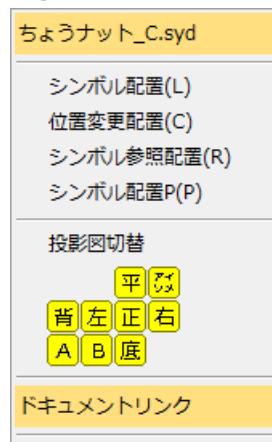 ちょうナット_C.syd
シンボル配置(L)
位置変更配置(C)
シンボル参照配置(R)
シンボル配置P(P)
投影図切替
平 アイソメ
背 左 正 右
A B 底
ドキュメントリンク